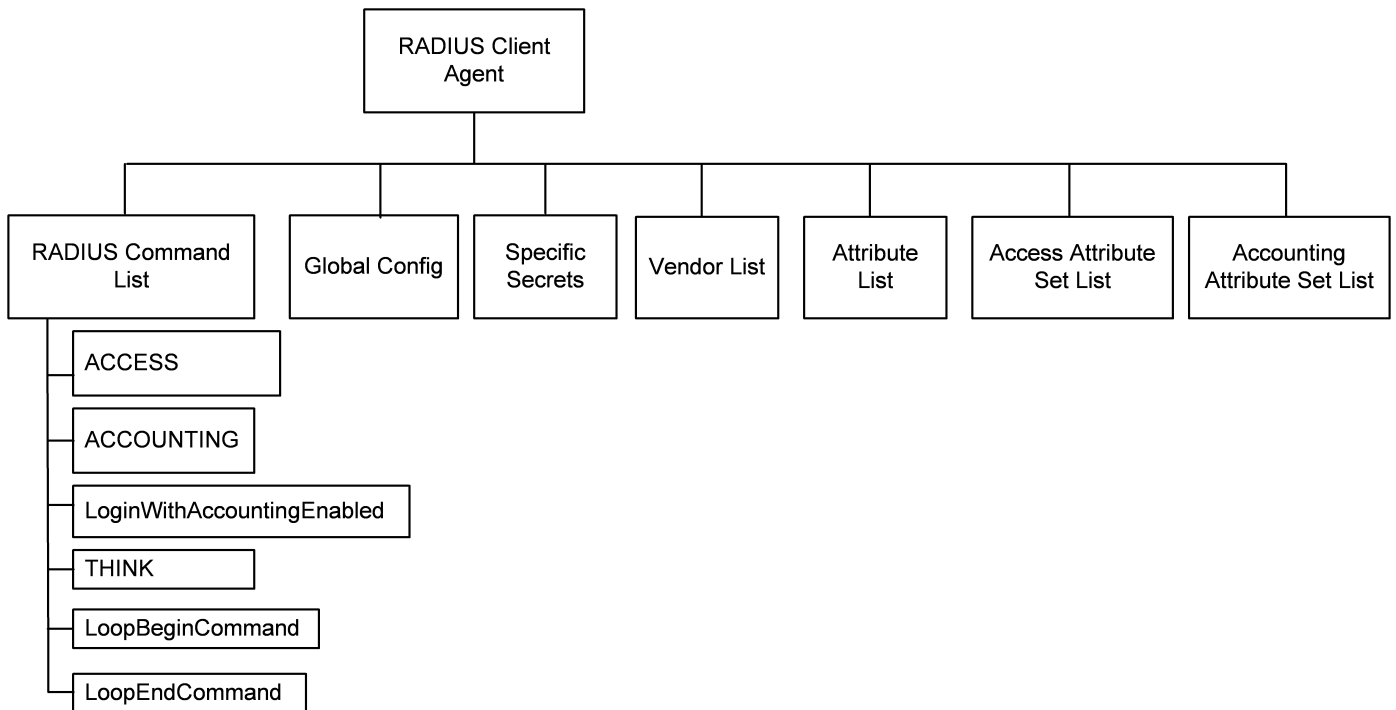 RADIUS Client
Agent
RADIUS Command
List
Global Config
Specific
Secrets
Vendor List
Attribute
List
Access Attribute
Set List
Accounting
Attribute Set List
ACCESS
ACCOUNTING
LoginWithAccountingEnabled
THINK
LoopBeginCommand
LoopEndCommand